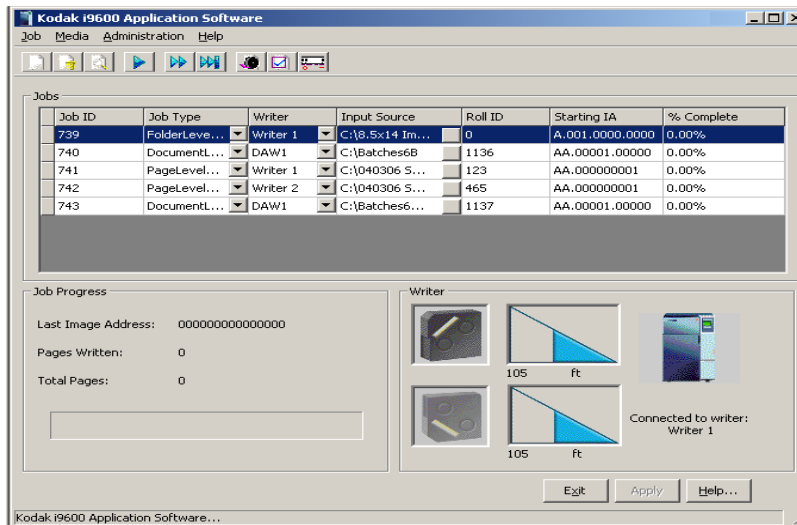 Kodak i9600 Application Software
Job Media Administration Help
Jobs
Job ID Job Type Writer Input Source Roll ID Starting IA % Complete
739 FolderLeve... Writer 1 C:\8.5x14 Im... 0 A.001.0000.0000 0.00%
740 DocumentL... DAW1 C:\Batches6B 1136 AA.00001.00000 0.00%
741 PageLevel... Writer 1 C:\040306 S... 123 AA.000000001 0.00%
742 PageLevel... Writer 2 C:\040306 S... 465 AA.000000001 0.00%
743 DocumentL... DAW1 C:\Batches6... 1137 AA.00001.00000 0.00%
Job Progress
Last Image Address: 000000000000000
Pages Written: 0
Total Pages: 0
Writer
105 ft
105 ft
Connected to writer:
Writer 1
Exit Apply Help...
Kodak i9600 Application Software...